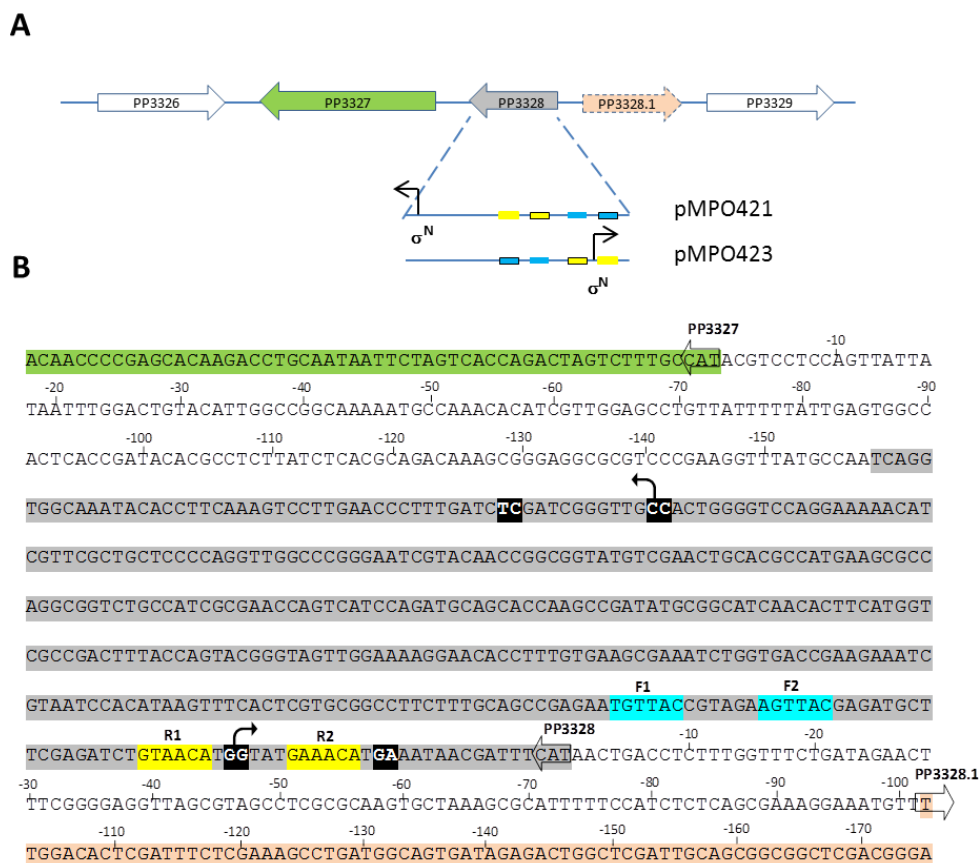 A
PP3326 PP3327 PP3328 PP3328.1 PP3329
pMPO421
σN
pMPO423
σN
B
PP3327
-10
ACAACCCCGAGCACAAGACCTGCAATAATTCTAGTCACCAGACTAGTCTTTGCCATACGTCCTCCAGTTATTA
-20 -30 -40 -50 -60 -70 -80 -90
TAATTTGGACTGTACATTGGCCGGCAAAAATGCCAAACACATCGTTGGAGCCTGTTATTTTTATTGAGTGGCC
-100 -110 -120 -130 -140 -150
ACTCACCGATACACGCCTCTTATCTCACGCAGACAAAGCGGGAGGCGCGTCCCGAAGGTTTATGCCAATCAGG
TGGCAAATACACCTTCAAAGTCCTTGAACCCTTTGATCTCGATCGGGTTGCCACTGGGGTCCAGGAAAAACAT
CGTTCGCTGCTCCCCAGGTTGGCCCGGGAATCGTACAACCGGCGGTATGTCGAACTGCACGCCATGAAGCGCC
AGGCGGTCTGCCATCGCGAACCAGTCATCCAGATGCAGCACCAAGCCGATATGCGGCATCAACACTTCATGGT
CGCCGACTTTACCAGTACGGGTAGTTGGAAAAGGAACACCTTTGTGAAGCGAAATCTGGTGACCGAAGAAATC
F1 F2
GTAATCCACATAAGTTTCACTCGTGCGGCCTTCTTTGCAGCCGAGAATGTTACCGTAGAAGTTACGAGATGCT
R1 R2 PP3328 -10 -20
TCGAGATCTGTAACATGGTATGAAACATGAAATAACGATTTCATAACTGACCTCTTTGGTTTCTGATAGAACT
-30 -40 -50 -60 -70 -80 -90 -100 PP3328.1
TTCGGGGAGGTTAGCGTAGCCTCGCGCAAGTGCTAAAGCGCATTTTTCCATCTCTCAGCGAAAGGAAATGTTT
-110 -120 -130 -140 -150 -160 -170
TGGACACTCGATTTCTCGAAAGCCTGATGGCAGTGATAGAGACTGGCTCGATTGCAGCGGCGGCTCGACGGGA